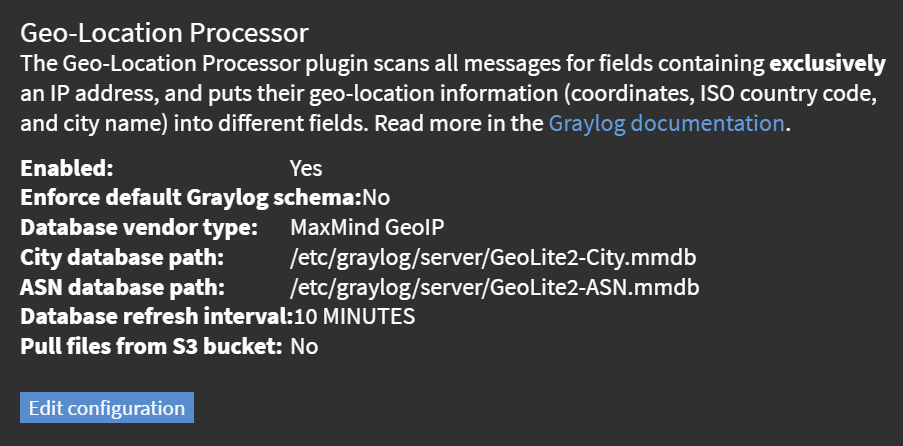 Geo-Location Processor
The Geo-Location Processor plugin scans all messages for fields containing exclusively
an IP address, and puts their geo-location information (coordinates, ISO country code,
and city name) into different fields. Read more in the Graylog documentation.
Enabled: Yes
Enforce default Graylog schema:No
Database vendor type: MaxMind GeoIP
City database path: /etc/graylog/server/GeoLite2-City.mmdb
ASN database path: /etc/graylog/server/GeoLite2-ASN.mmdb
Database refresh interval:10 MINUTES
Pull files from S3 bucket: No
Edit configuration